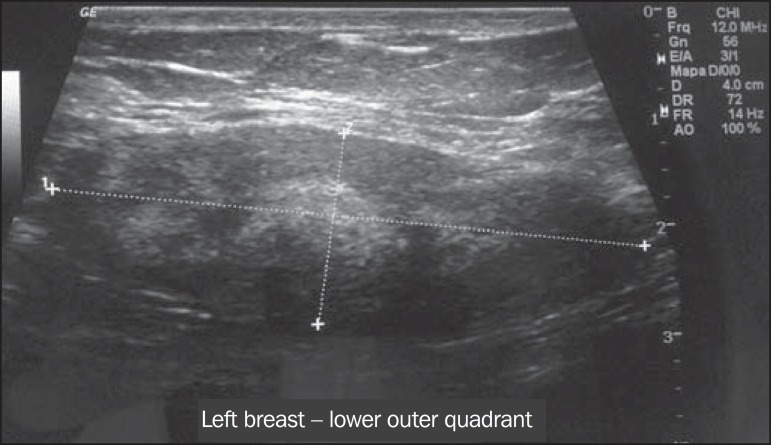 GE
0
B CHI
Frq 12.0 MHz
Gn 56
E/A 3/1
Mapa D/0/0
D 4.0 cm
DR 72
FR 14 Hz
AO 100 %
1
2
3
1
Left breast – lower outer quadrant